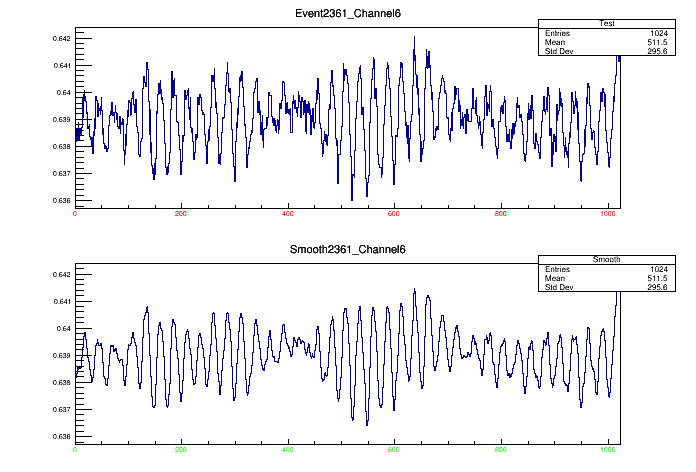 Event2361_Channel6
Test
Entries 1024
Mean 511.5
Std Dev 295.6
0.642
0.641
0.64
0.639
0.638
0.637
0.636
0 200 400 600 800 1000
Smooth2361_Channel6
Smooth
Entries 1024
Mean 511.5
Std Dev 295.6
0.642
0.641
0.64
0.639
0.638
0.637
0.636
0 200 400 600 800 1000